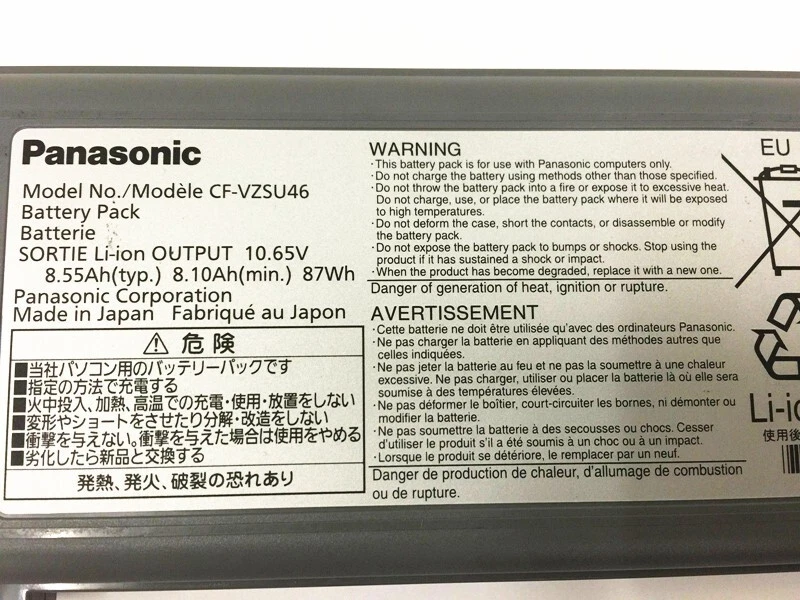 Panasonic
Model No./Modèle CF-VZSU46
Battery Pack
Batterie
SORTIE Li-ion OUTPUT 10.65V
8.55Ah(typ.) 8.10Ah(min.) 87Wh
Panasonic Corporation
Made in Japan Fabriqué au Japon
⚠ 危険
■当社パソコン用のバッテリーパックです
■指定の方法で充電する
■火中投入、加熱、高温での充電・使用・放置をしない
■変形やショートをさせたり分解・改造をしない
■衝撃を与えない。衝撃を与えた場合は使用をやめる
■劣化したら新品と交換する
発熱、発火、破裂の恐れあり
WARNING
・This battery pack is for use with Panasonic computers only.
・Do not charge the battery using methods other than those specified.
・Do not throw the battery pack into a fire or expose it to excessive heat.
Do not charge, use, or place the battery pack where it will be exposed
to high temperatures.
・Do not deform the case, short the contacts, or disassemble or modify
the battery pack.
・Do not expose the battery pack to bumps or shocks. Stop using the
product if it has sustained a shock or impact.
・When the product has become degraded, replace it with a new one.
Danger of generation of heat, ignition or rupture.
AVERTISSEMENT
・Cette batterie ne doit être utilisée qu'avec des ordinateurs Panasonic.
・Ne pas charger la batterie en appliquant des méthodes autres que
celles indiquées.
・Ne pas jeter la batterie au feu et ne pas la soumettre à une chaleur
excessive. Ne pas charger, utiliser ou placer la batterie là où elle sera
soumise à des températures élevées.
・Ne pas déformer le boîtier, court-circuiter les bornes, ni démonter ou
modifier la batterie.
・Ne pas soumettre la batterie à des secousses ou chocs. Cesser
d'utiliser le produit s'il a été soumis à un choc ou à un impact.
・Lorsque le produit se détériore, le remplacer par un neuf.
Danger de production de chaleur, d'allumage de combustion
ou de rupture.
EU
Li-io
使用後